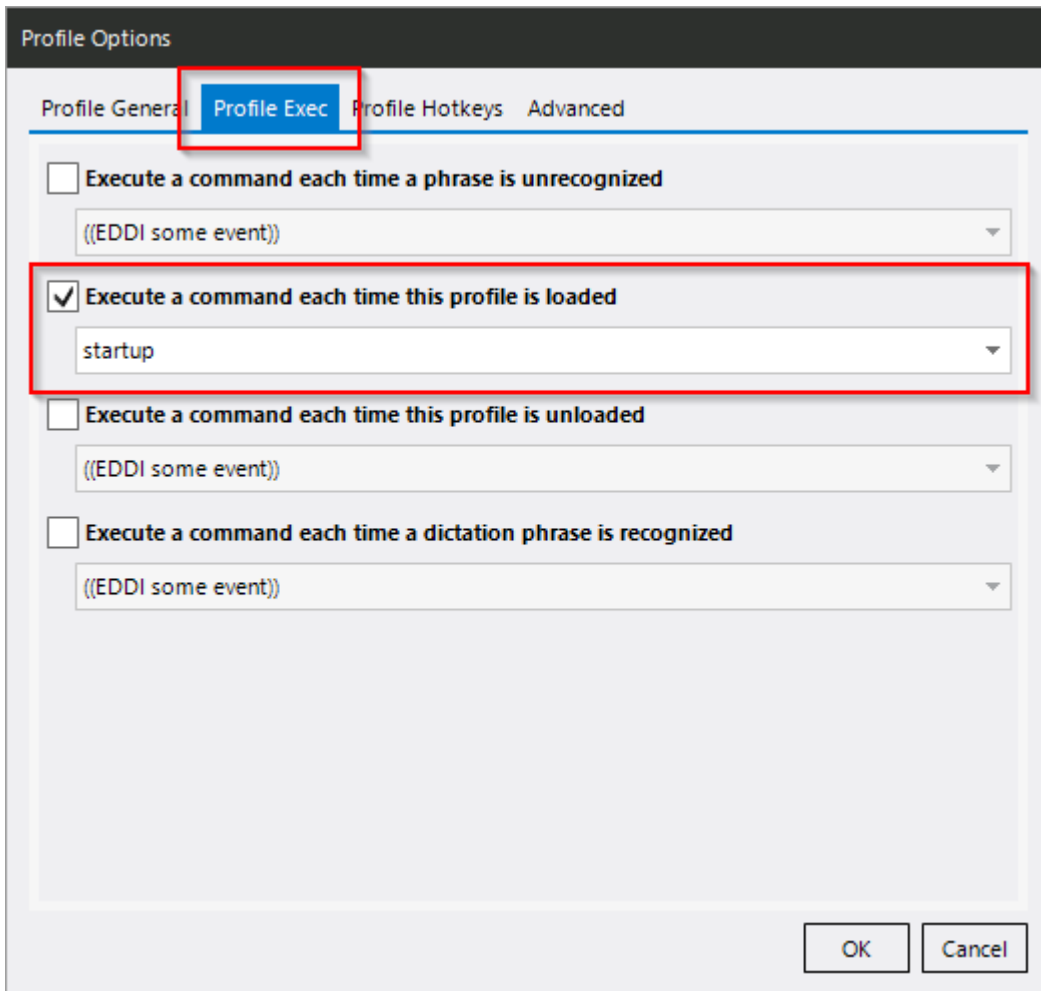 Profile Options
Profile General Profile Exec Profile Hotkeys Advanced
Execute a command each time a phrase is unrecognized
((EDDI some event))
Execute a command each time this profile is loaded
startup
Execute a command each time this profile is unloaded
((EDDI some event))
Execute a command each time a dictation phrase is recognized
((EDDI some event))
OK Cancel